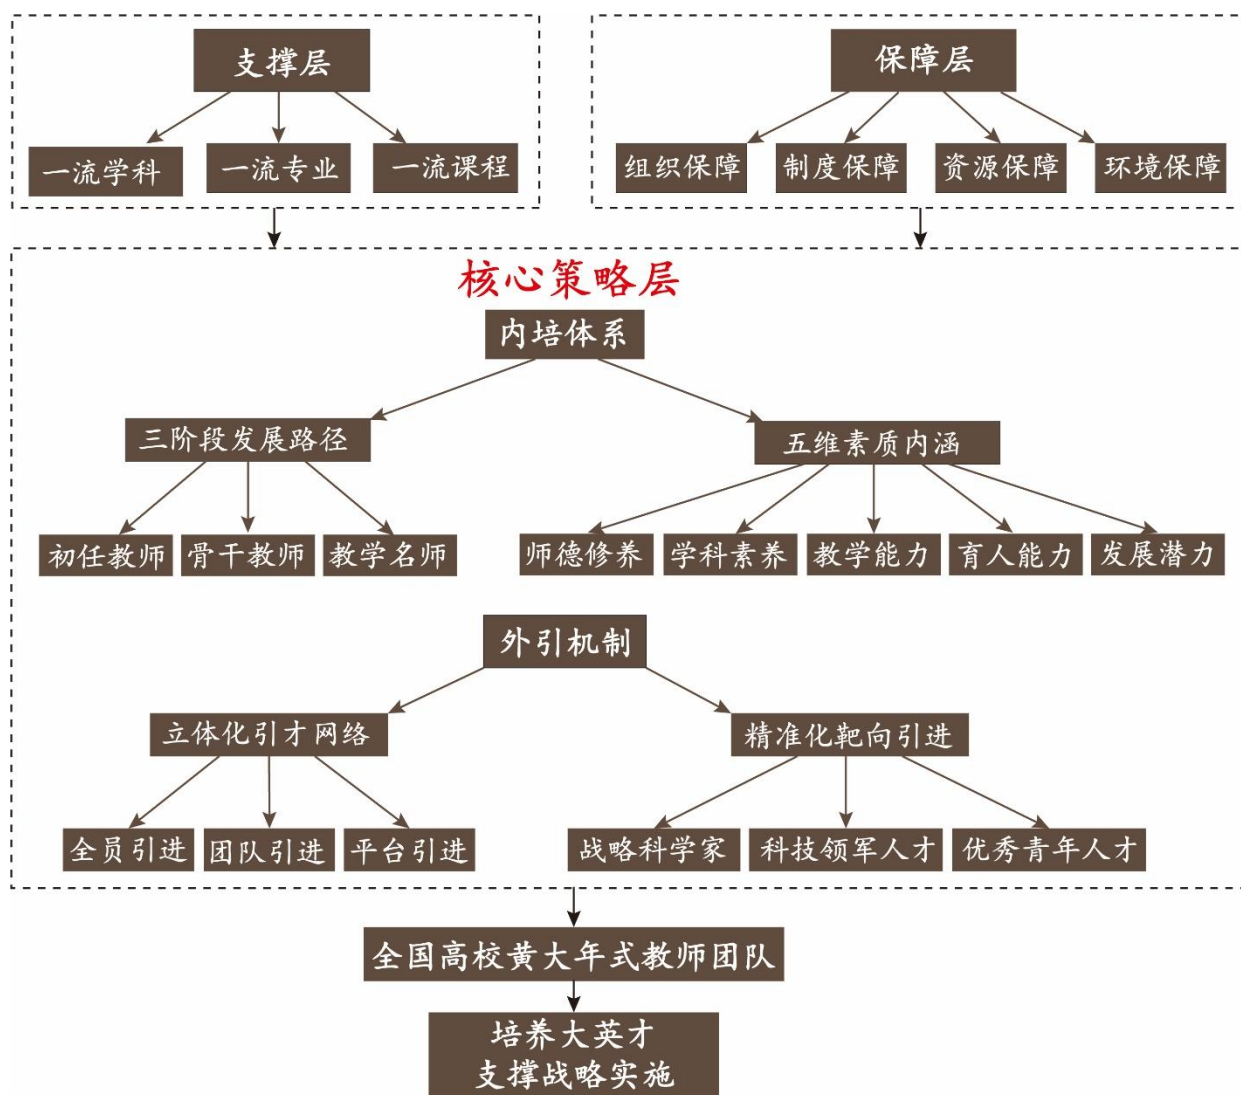 支撑层
一流学科
一流专业
一流课程
保障层
组织保障
制度保障
资源保障
环境保障
核心策略层
内培体系
三阶段发展路径
五维素质内涵
初任教师
骨干教师
教学名师
师德修养
学科素养
教学能力
育人能力
发展潜力
外引机制
立体化引才网络
精准化靶向引进
全员引进
团队引进
平台引进
战略科学家
科技领军人才
优秀青年人才
全国高校黄大年式教师团队
培养大英才
支撑战略实施